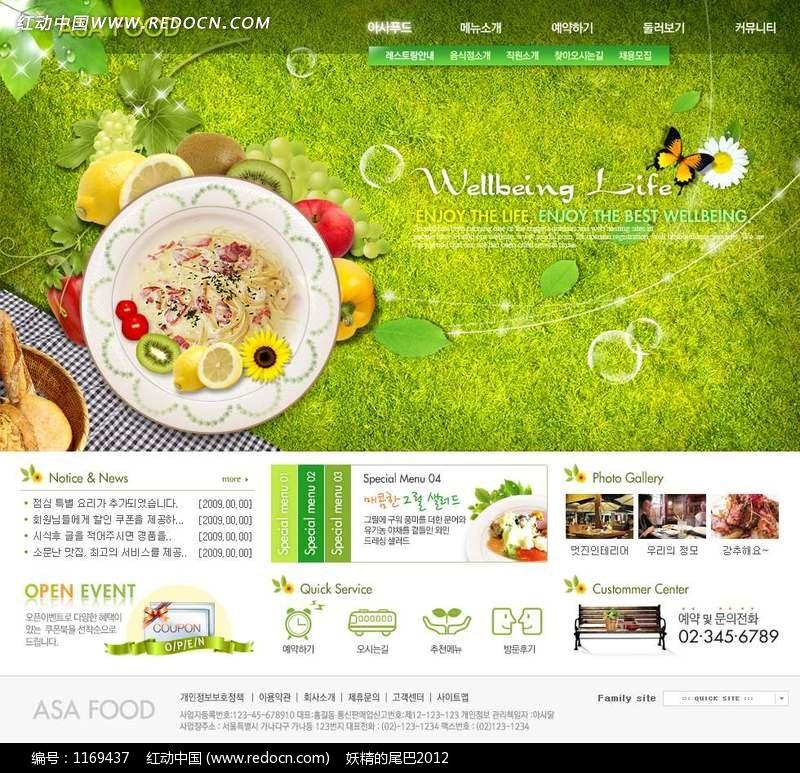 红动中国WWW.REDOCN.COM
ASA FOOD
아사푸드 메뉴소개 예약하기 둘러보기 커뮤니티
레스토랑안내 음식점소개 직원소개 찾아오시는길 채용모집
Wellbeing Life
ENJOY THE LIFE, ENJOY THE BEST WELLBEING.
Notice & News
more
점심 특별 요리가 추가되었습니다. [2009.00.00]
회원님들에게 할인 쿠폰을 제공하... [2009.00.00]
시식후 글을 적어주시면 경품을.. [2009.00.00]
소문난 맛집, 최고의 서비스를 제공.. [2009.00.00]
Special menu 01
Special menu 02
Special menu 03
Special Menu 04
매콤한 그릴 샐러드
그릴에 구워 풍미를 더한 문어와
유기농 야채를 곁들인 와인
드레싱 샐러드
Photo Gallery
멋진인테리어 우리의 정모 강추해요~
OPEN EVENT
오픈이벤트로 다양한 혜택이
있는 쿠폰북을 선착순으로
드립니다.
COUPON
OPEN
Quick Service
예약하기 오시는길 추천메뉴 방문후기
Custommer Center
예약 및 문의전화
02·345·6789
ASA FOOD
개인정보보호정책 | 이용약관 | 회사소개 | 제휴문의 | 고객센터 | 사이트맵
사업자등록번호:123-45-678910 대표:홍길동 통신판매업신고번호:제12-123-123 개인정보 관리책임자 :아사달
사업장주소 : 서울특별시 가나다구 가나동 123번지 대표전화 : (02)-123-1234 팩스번호 : (02)123-1234
Family site
::: QUICK SITE :::
编号：1169437 红动中国 (www.redocn.com) 妖精的尾巴2012